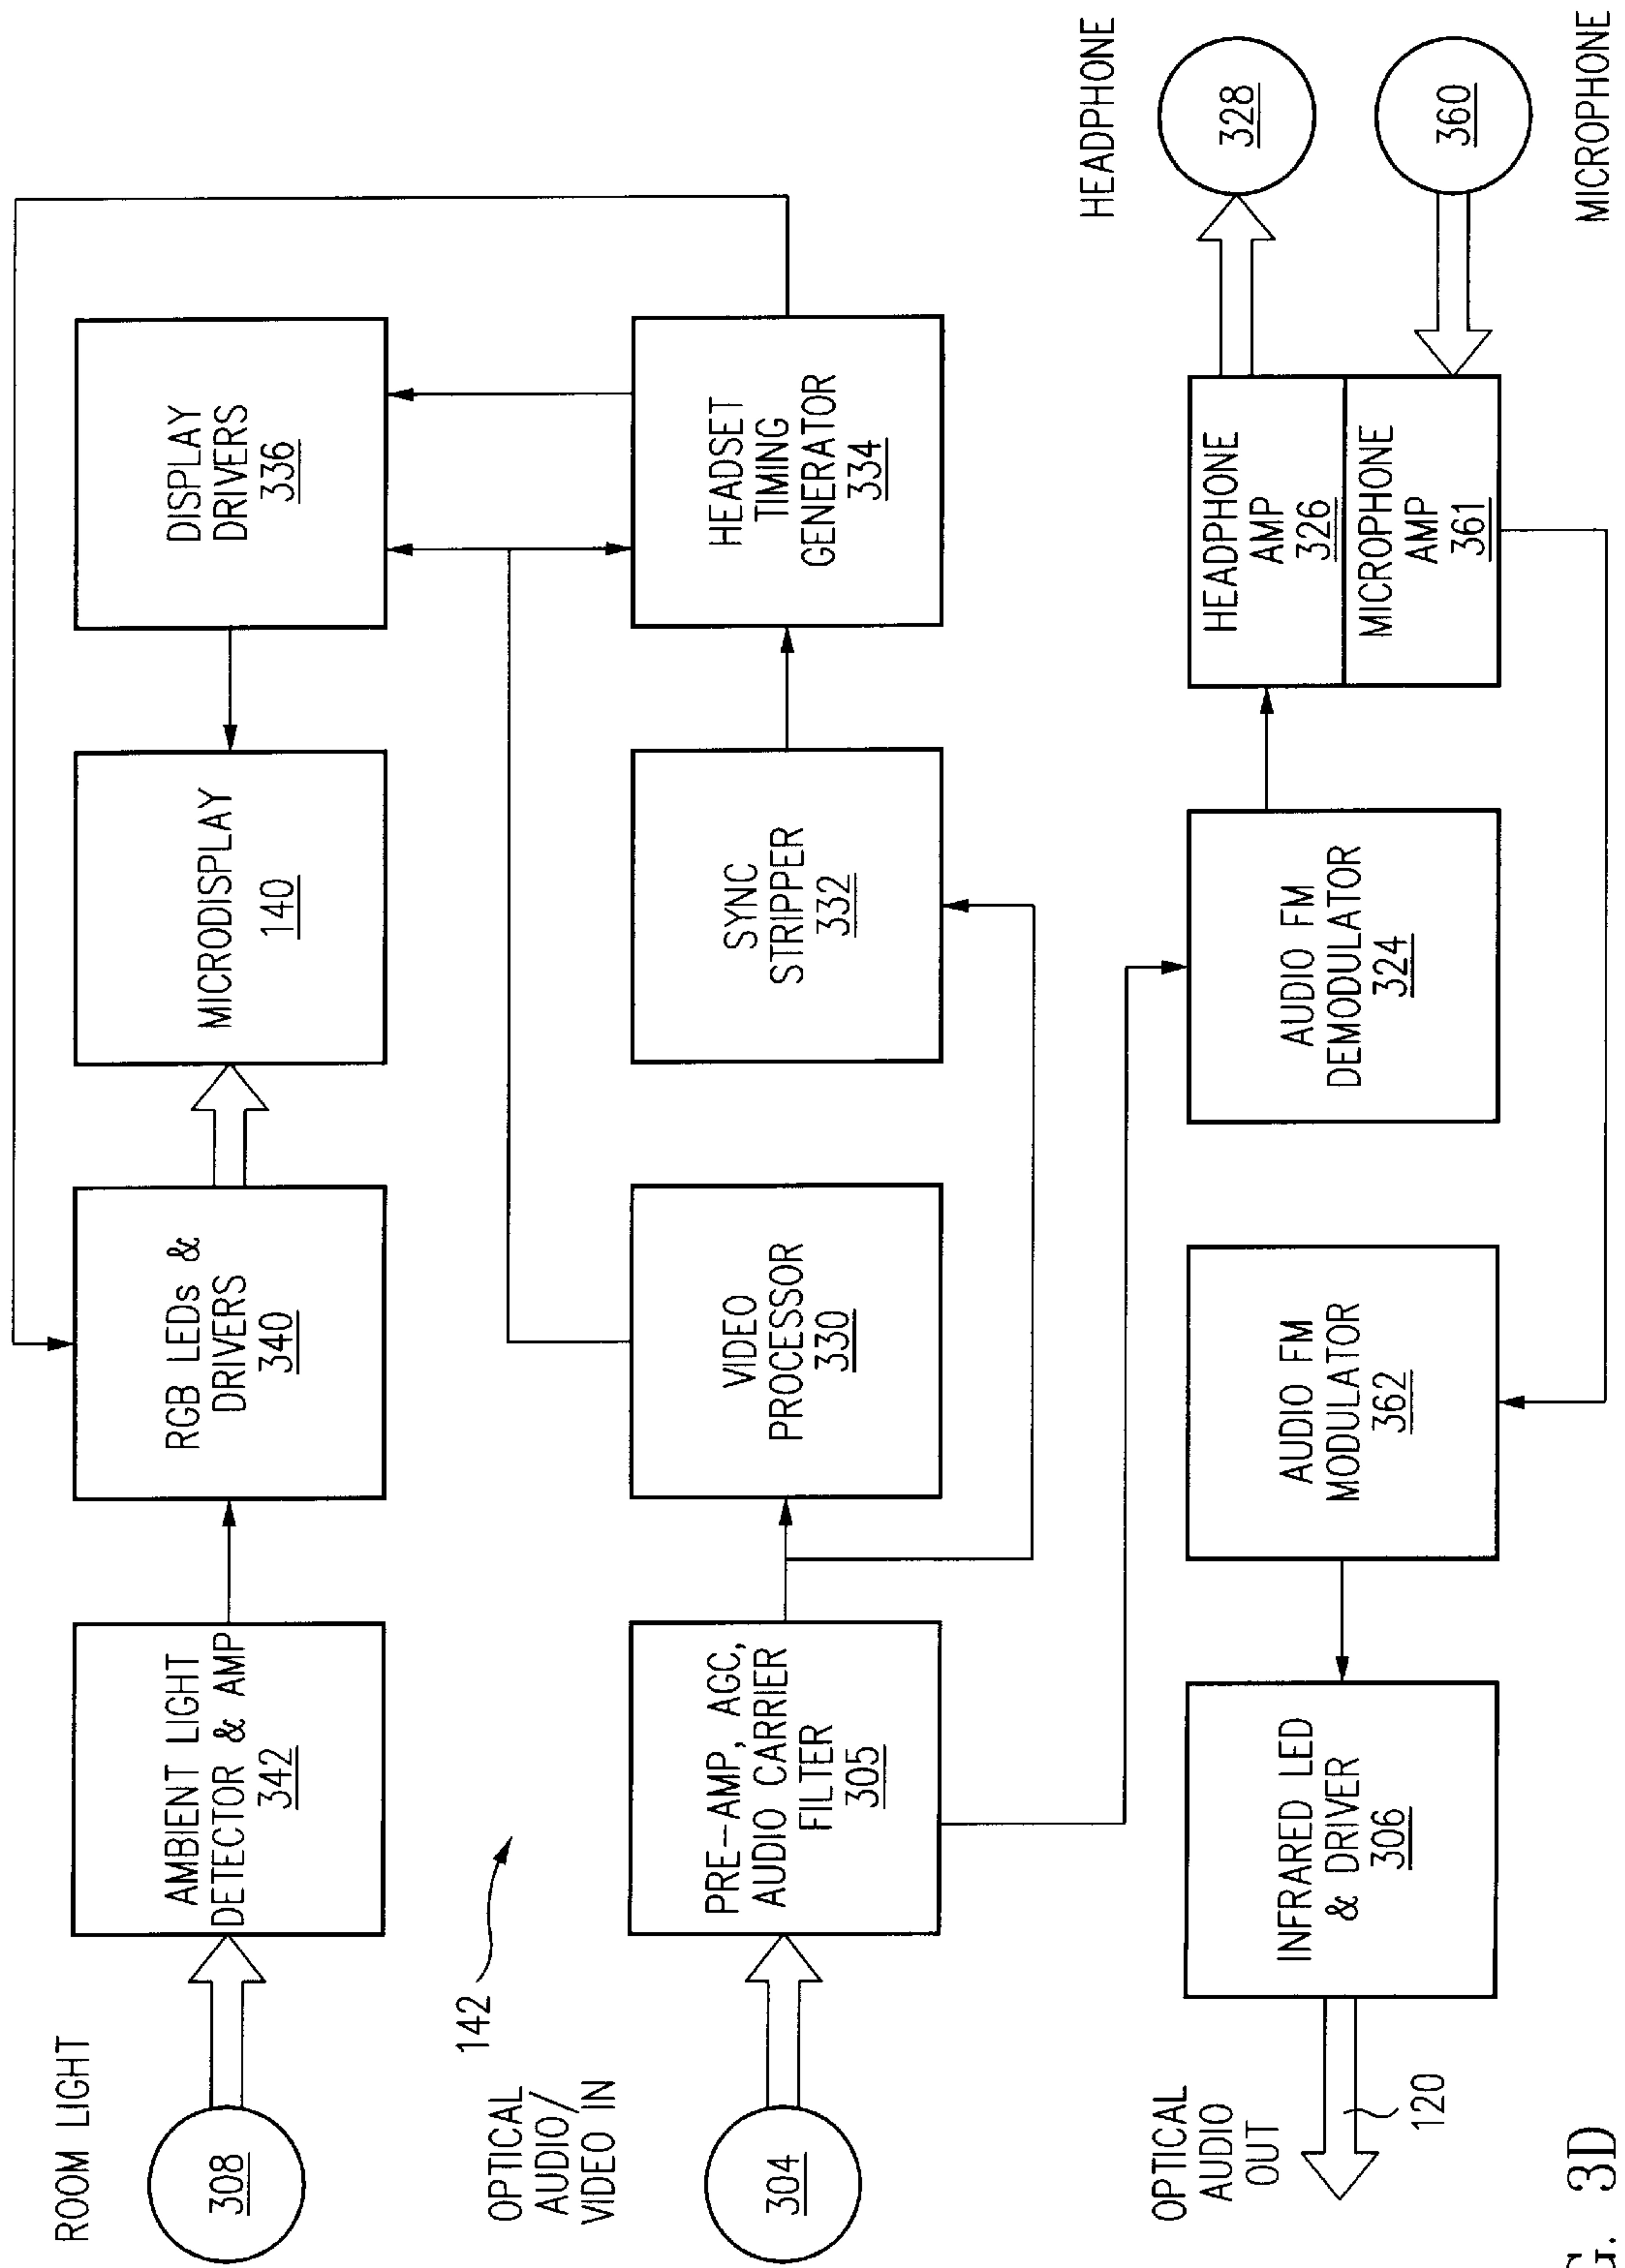 ROOM LIGHT
308
AMBIENT LIGHT
DETECTOR & AMP
342
RGB LEDs &
DRIVERS
340
MICRODISPLAY
140
DISPLAY
DRIVERS
336
142
OPTICAL
AUDIO/
VIDEO IN
304
PRE-AMP, AGC,
AUDIO CARRIER
FILTER
305
VIDEO
PROCESSOR
330
SYNC
STRIPPER
332
HEADSET
TIMING
GENERATOR
334
OPTICAL
AUDIO
OUT
120
INFRARED LED
& DRIVER
306
AUDIO FM
MODULATOR
362
AUDIO FM
DEMODULATOR
324
HEADPHONE
AMP
326
MICROPHONE
AMP
361
HEADPHONE
328
360
MICROPHONE
G. 3D